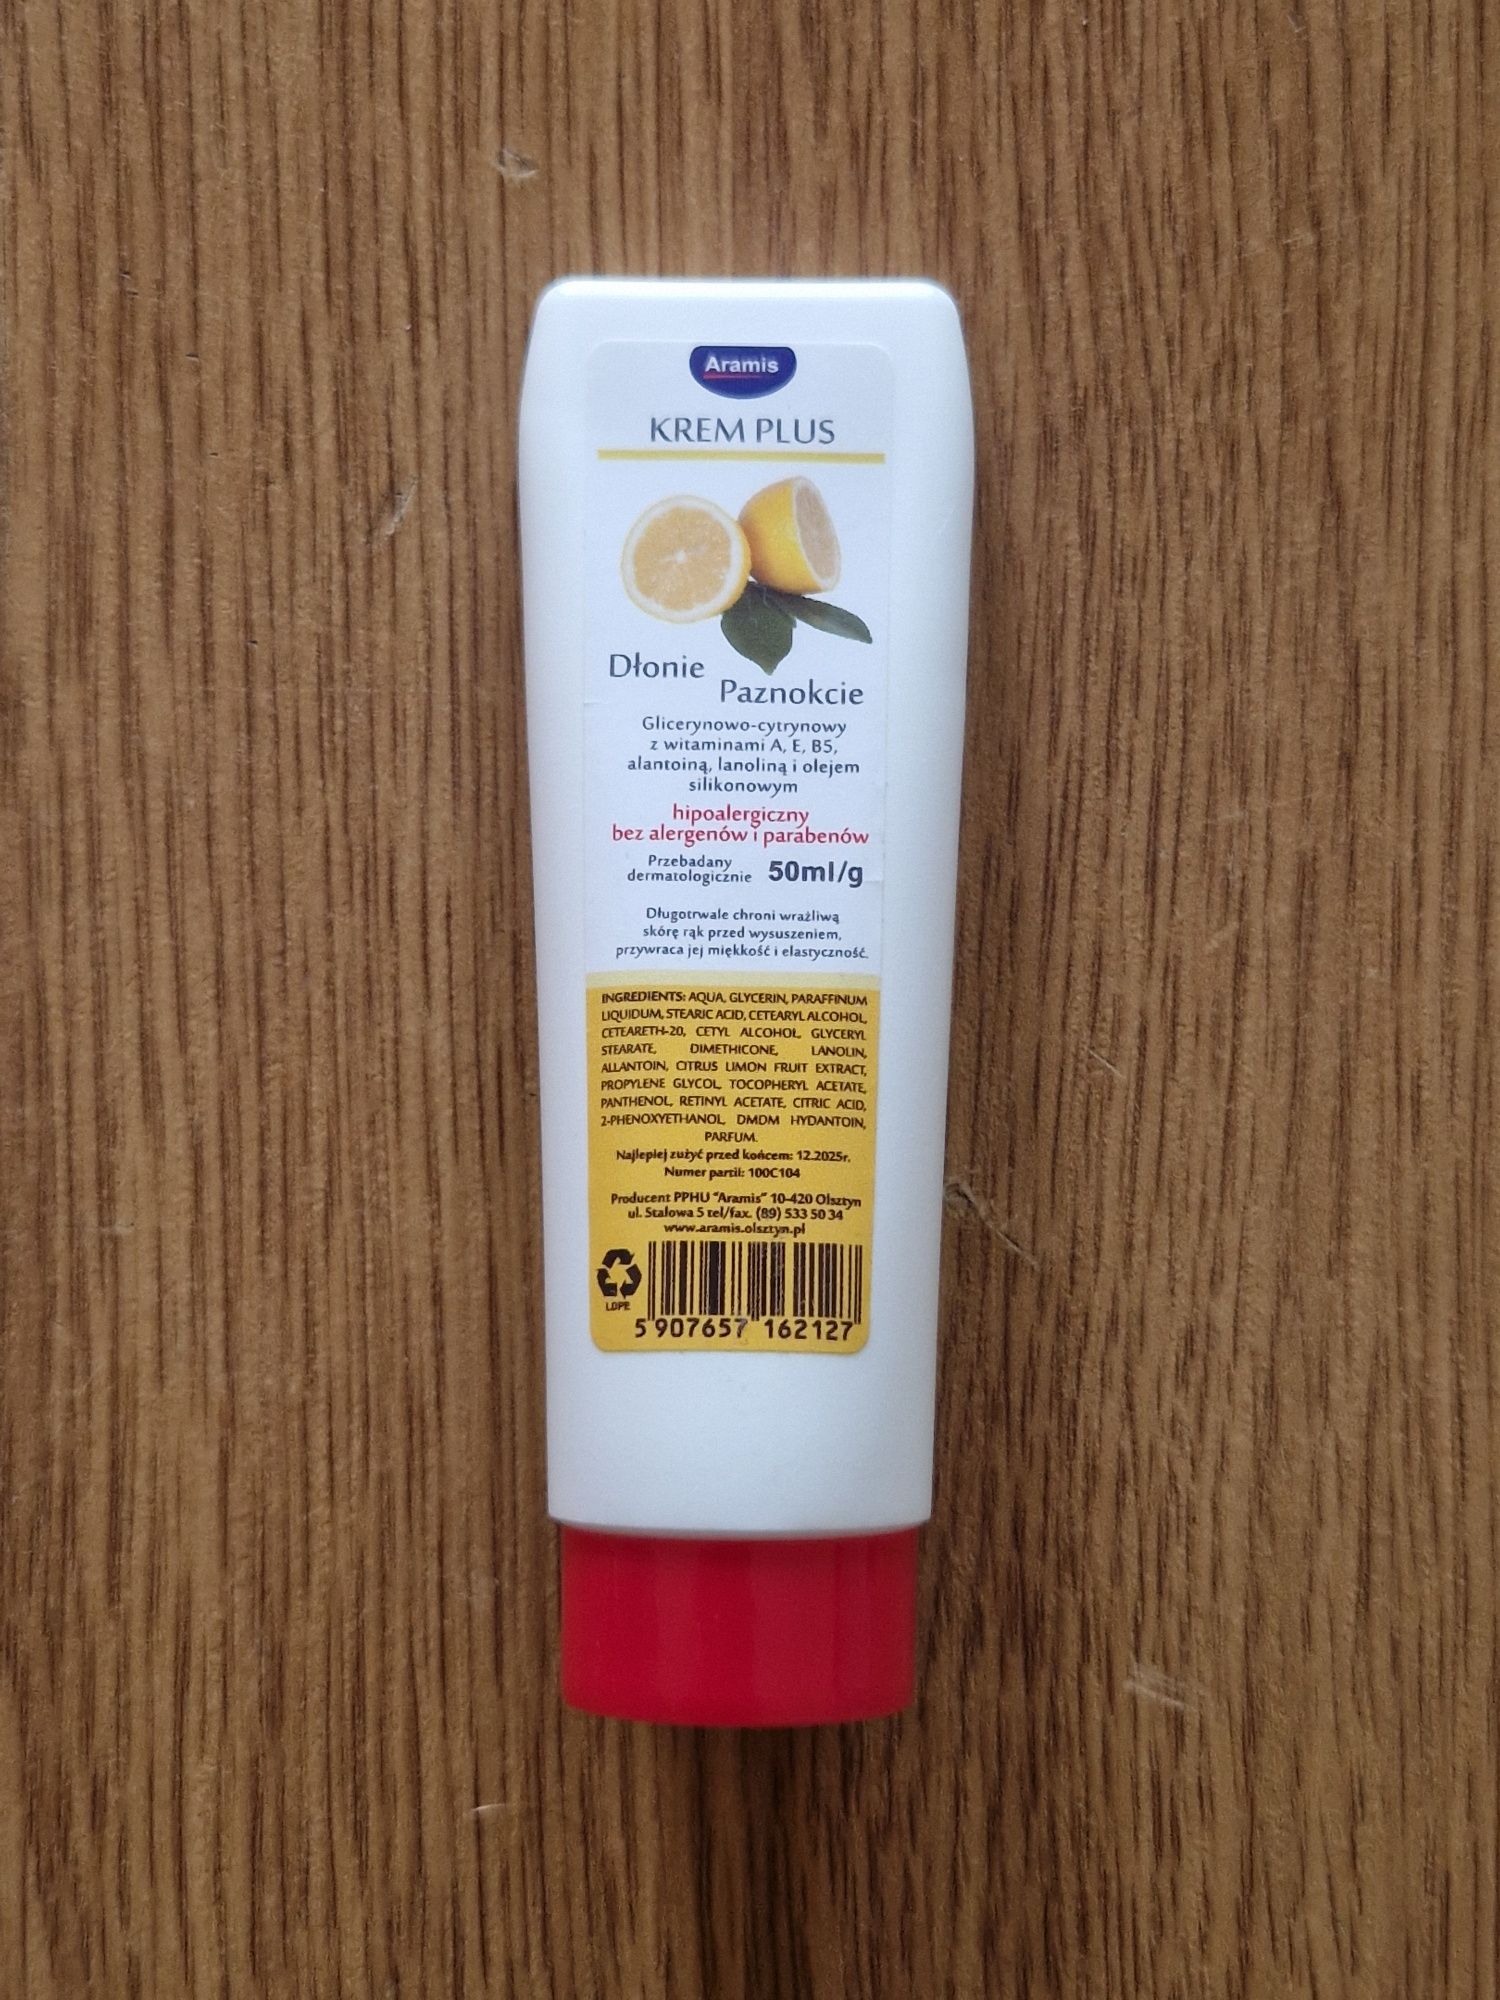 Aramis
KREM PLUS
Dłonie
Paznokcie
Glicerynowo-cytrynowy
z witaminami A, E, B5,
alantoiną, lanoliną i olejem
silikonowym
hipoalergiczny
bez alergenów i parabenów
Przebadany
dermatologicznie 50ml/g
Długotrwale chroni wrażliwą
skórę rąk przed wysuszeniem,
przywraca jej miękkość i elastyczność.
INGREDIENTS: AQUA, GLYCERIN, PARAFFINUM
LIQUIDUM, STEARIC ACID, CETEARYL ALCOHOL,
CETEARETH-20, CETYL ALCOHOL, GLYCERYL
STEARATE, DIMETHICONE, LANOLIN,
ALLANTOIN, CITRUS LIMON FRUIT EXTRACT,
PROPYLENE GLYCOL, TOCOPHERYL ACETATE,
PANTHENOL, RETINYL ACETATE, CITRIC ACID,
2-PHENOXYETHANOL, DMDM HYDANTOIN,
PARFUM.
Najlepiej zużyć przed końcem: 12.2025r.
Numer partii: 100C104
Producent PPHU "Aramis" 10-420 Olsztyn
ul. Stalowa 5 tel/fax. (89) 533 50 34
www.aramis.olsztyn.pl
LDPE
5 907657 162127